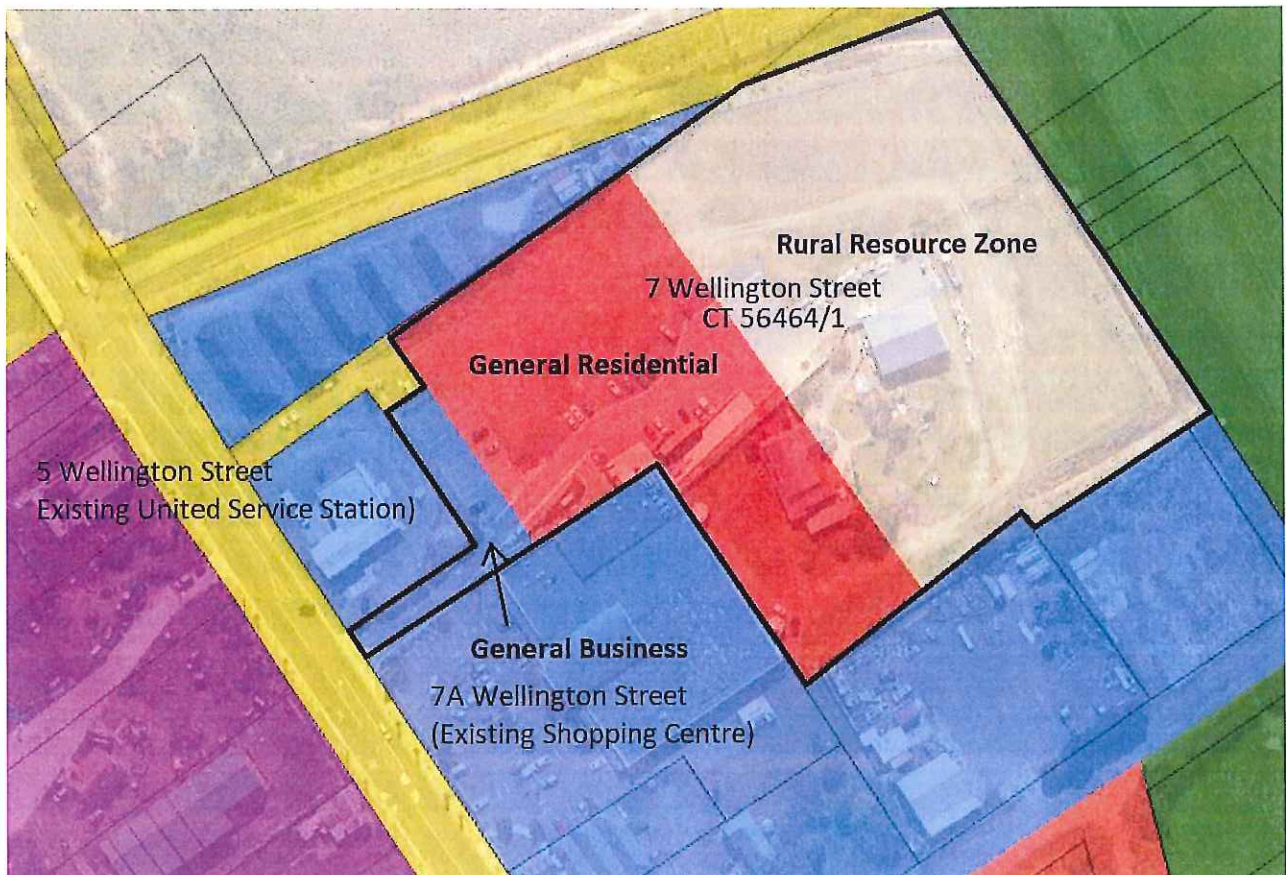 Rural Resource Zone
7 Wellington Street
CT 56464/1
General Residential
5 Wellington Street
Existing United Service Station)
General Business
7A Wellington Street
(Existing Shopping Centre)